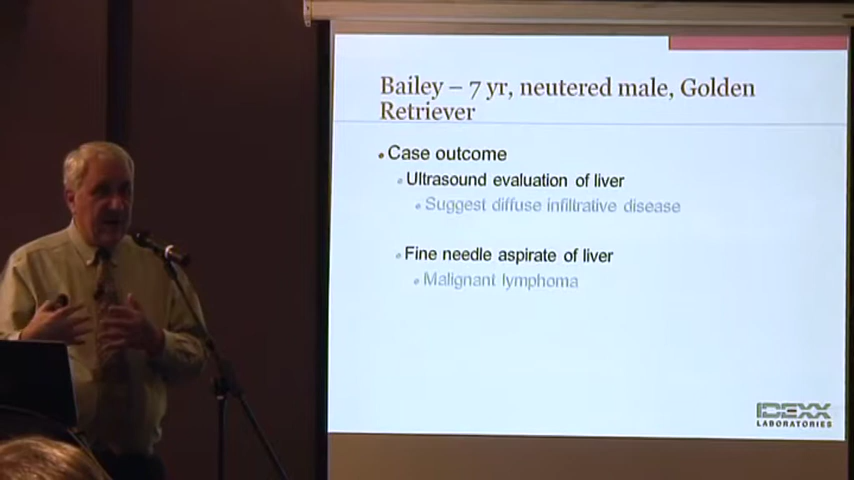 Bailey – 7 yr, neutered male, Golden
Retriever
Case outcome
Ultrasound evaluation of liver
Suggest diffuse infiltrative disease
Fine needle aspirate of liver
Malignant lymphoma
IDEXX
LABORATORIES